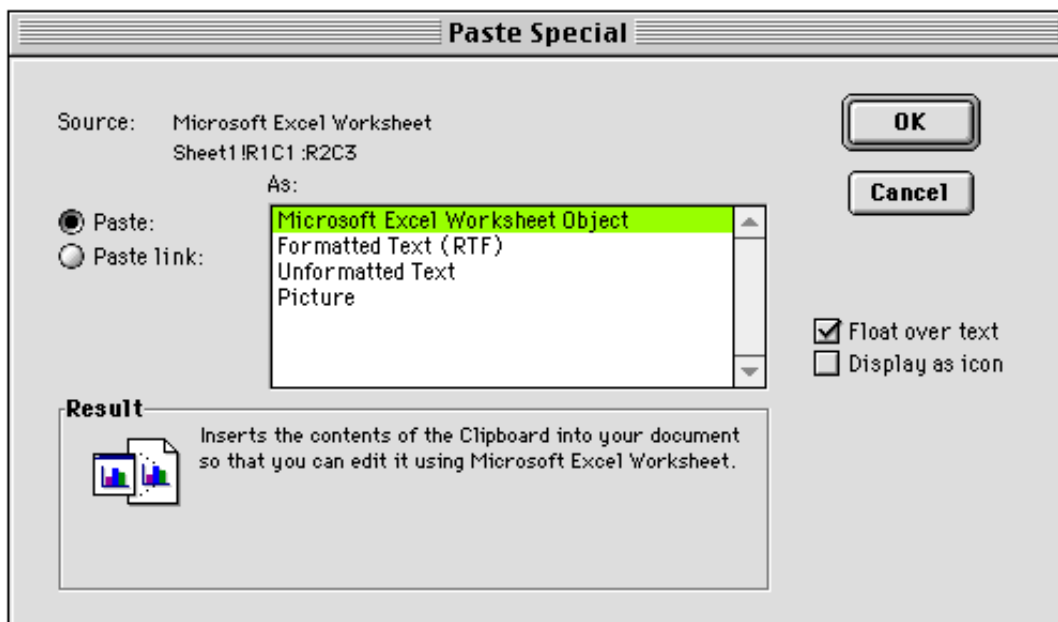 Paste Special
Source: Microsoft Excel Worksheet
Sheet1!R1C1:R2C3
As:
Paste:
Paste link:
Microsoft Excel Worksheet Object
Formatted Text (RTF)
Unformatted Text
Picture
OK
Cancel
Float over text
Display as icon
Result
Inserts the contents of the Clipboard into your document
so that you can edit it using Microsoft Excel Worksheet.